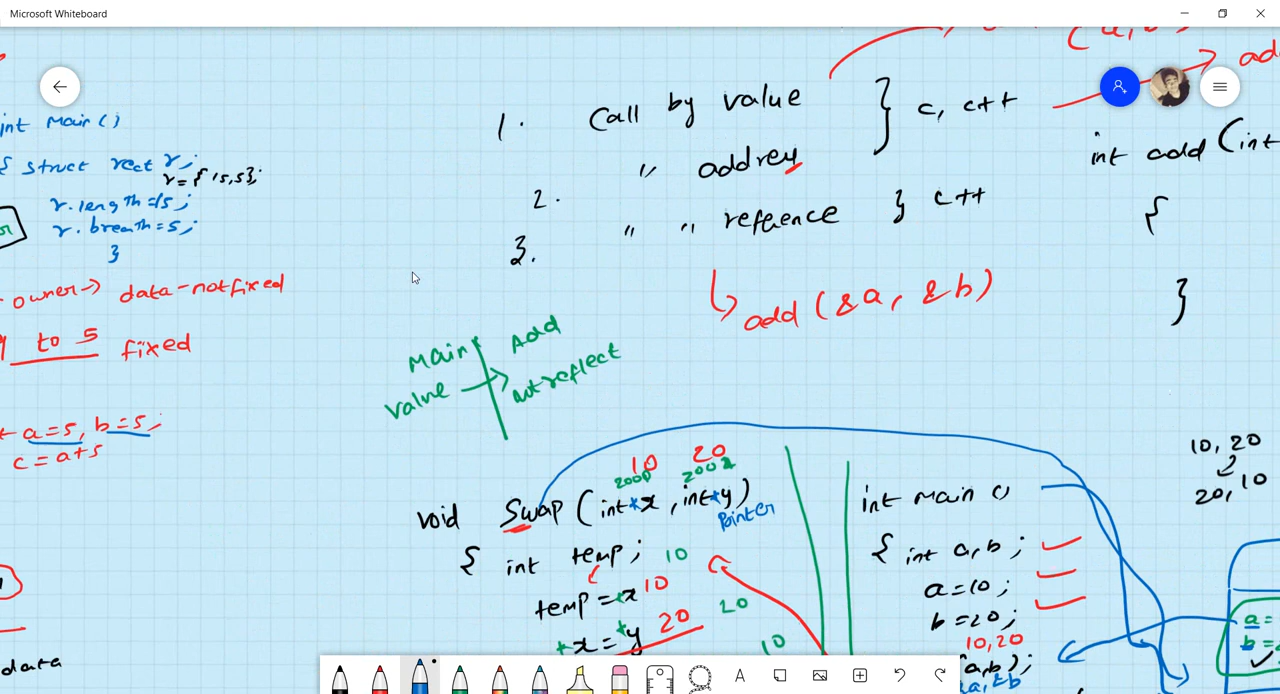 Microsoft Whiteboard
int main()
{ struct rect r;
r={15,5};
r.length=15;
r.breath=5;
}
owner-> data-notfixed
to 5 fixed
a=5, b=5;
c=a+5
data
1. Call by value } c, c++
2. " address
3. " " reference } c++
add (&a, &b)
int add (int
{
}
Main Add
value -> not reflect
10 20
2000 2002
void Swap (int*x, int*y)
Pointer
{ int temp; 10
temp=*x 10
20
*x=*y 20
10
int main ()
{ int a,b;
a=10;
b=20;
10,20
(a,b);
&a, &b
10, 20
20, 10
a=
b=